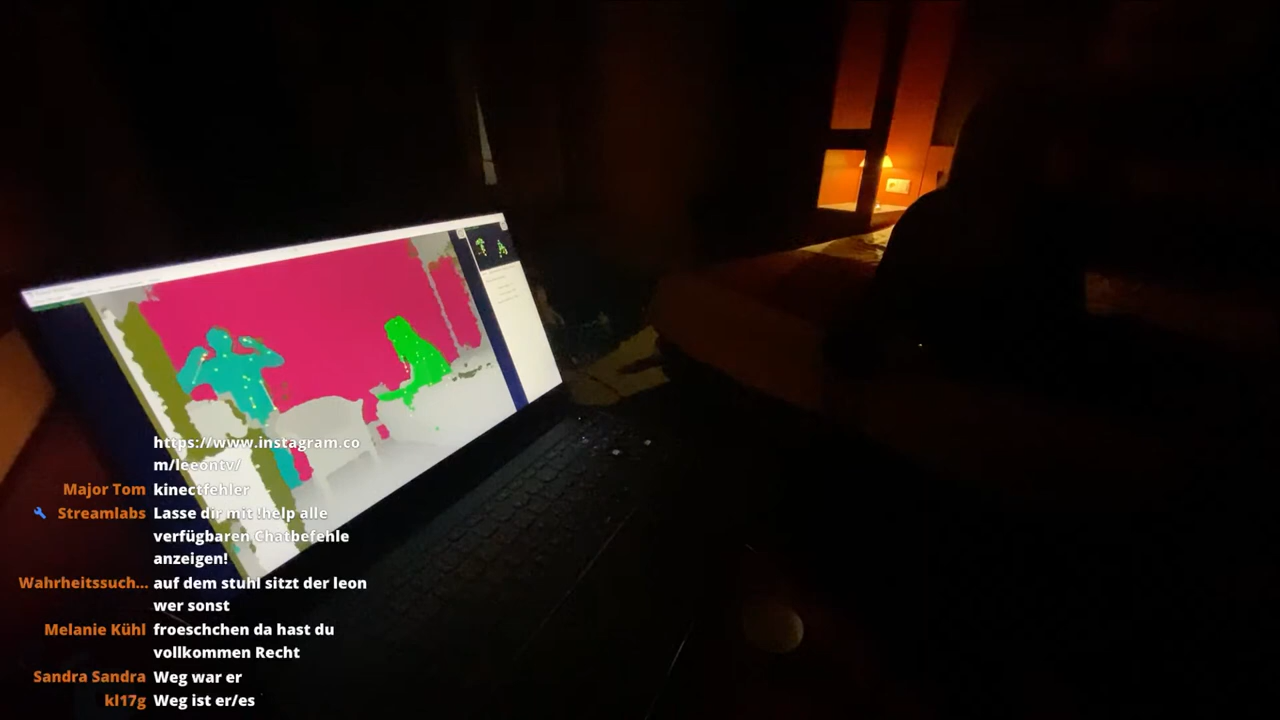 https://www.instagram.co
m/leeontv/
Major Tom kinectfehler
Streamlabs Lasse dir mit !help alle
verfügbaren Chatbefehle
anzeigen!
Wahrheitssuch... auf dem stuhl sitzt der leon
wer sonst
Melanie Kühl froeschchen da hast du
vollkommen Recht
Sandra Sandra Weg war er
kl17g Weg ist er/es